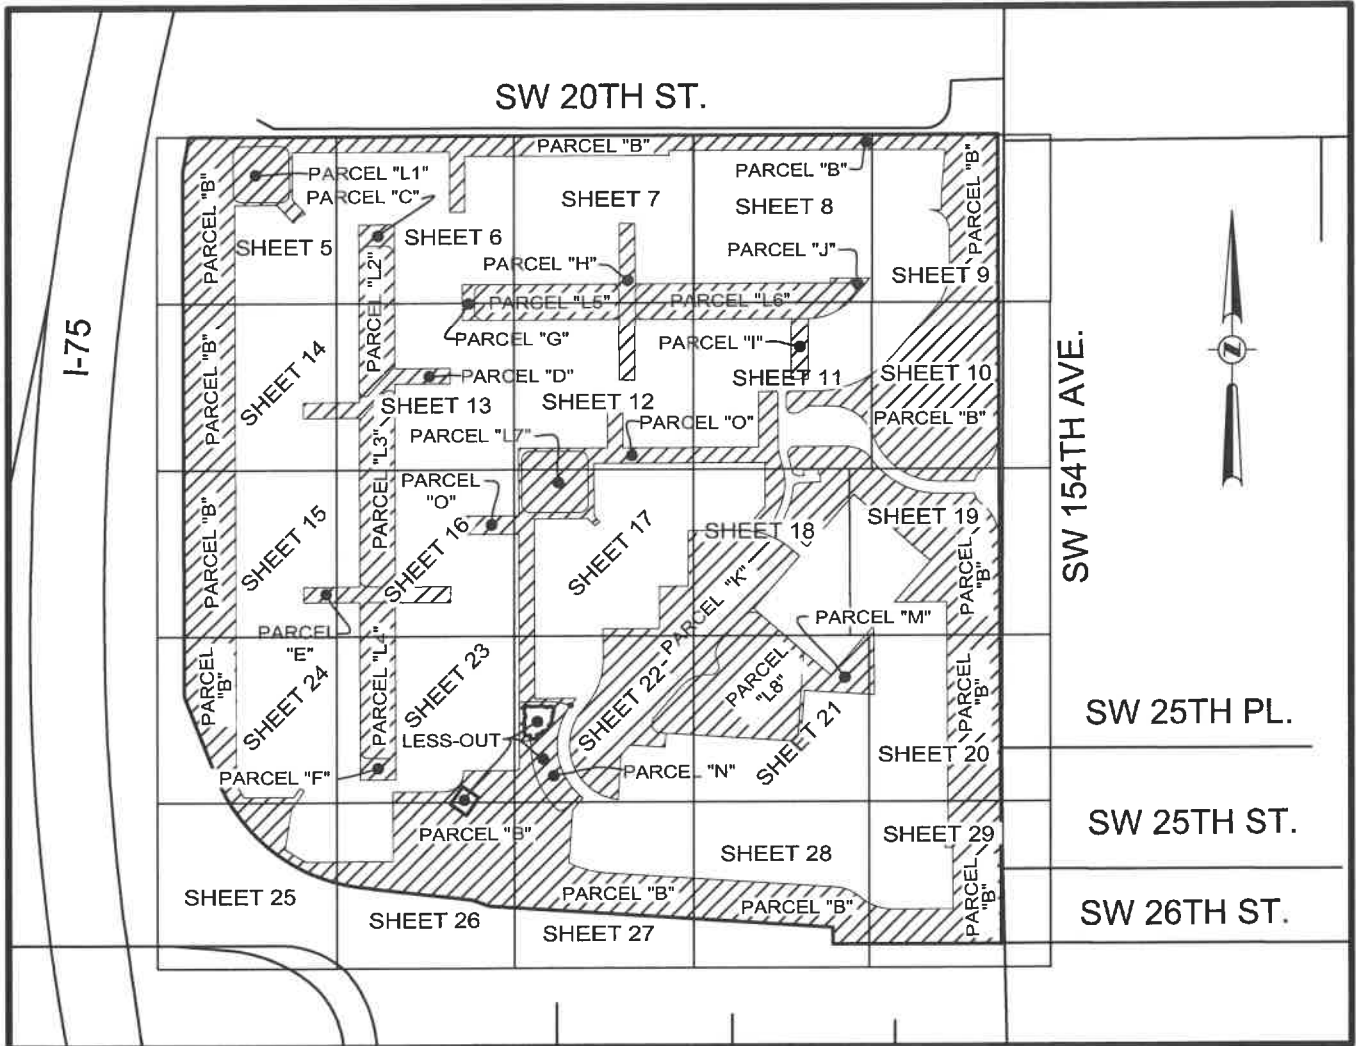 SW 20TH ST.
PARCEL "B"
PARCEL "L1"
PARCEL "B"
PARCEL "C"
SHEET 7
SHEET 8
PARCEL "B"
PARCEL "B"
SHEET 5
SHEET 6
PARCEL "J"
PARCEL "H"
SHEET 9
PARCEL "L2"
PARCEL "L5"
PARCEL "L6"
I-75
PARCEL "G"
PARCEL "I"
SHEET 14
PARCEL "B"
PARCEL "D"
SHEET 11
SHEET 10
SHEET 13
SHEET 12
PARCEL "B"
PARCEL "O"
PARCEL "L7"
PARCEL "L3"
SW 154TH AVE.
PARCEL
"O"
PARCEL "B"
SHEET 15
SHEET 16
SHEET 17
SHEET 18
SHEET 19
PARCEL
"B"
PARCEL "K"
PARCEL "M"
PARCEL
"E"
PARCEL "L4"
PARCEL
"B"
SHEET 24
SHEET 23
SHEET 22
PARCEL
"L8"
SHEET 21
PARCEL
"B"
SW 25TH PL.
LESS-OUT
SHEET 20
PARCEL "F"
PARCEL "N"
PARCEL "B"
SHEET 29
SW 25TH ST.
SHEET 28
SHEET 25
PARCEL "B"
PARCEL "B"
PARCEL
"B"
SHEET 26
SHEET 27
SW 26TH ST.
Z